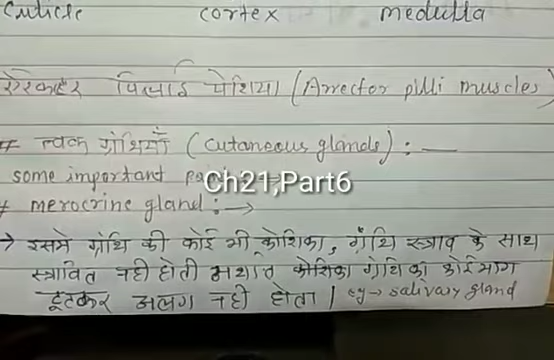 cuticle cortex medulla
ऐरेक्टर पिलाई पेशिया (Arrector pilli muscles)
# त्वक ग्रंथियाँ (cutaneous glands) : —
some important
Ch21,Part6
# merocrine gland : →
→ इसमे ग्रंथि की कोई भी कोशिका, ग्रंथि स्त्राव के साथ
स्त्रावित नही होती अर्थात कोशिका ग्रंथि का कोई भाग
टूटकर अलग नही होता | eg → salivary gland